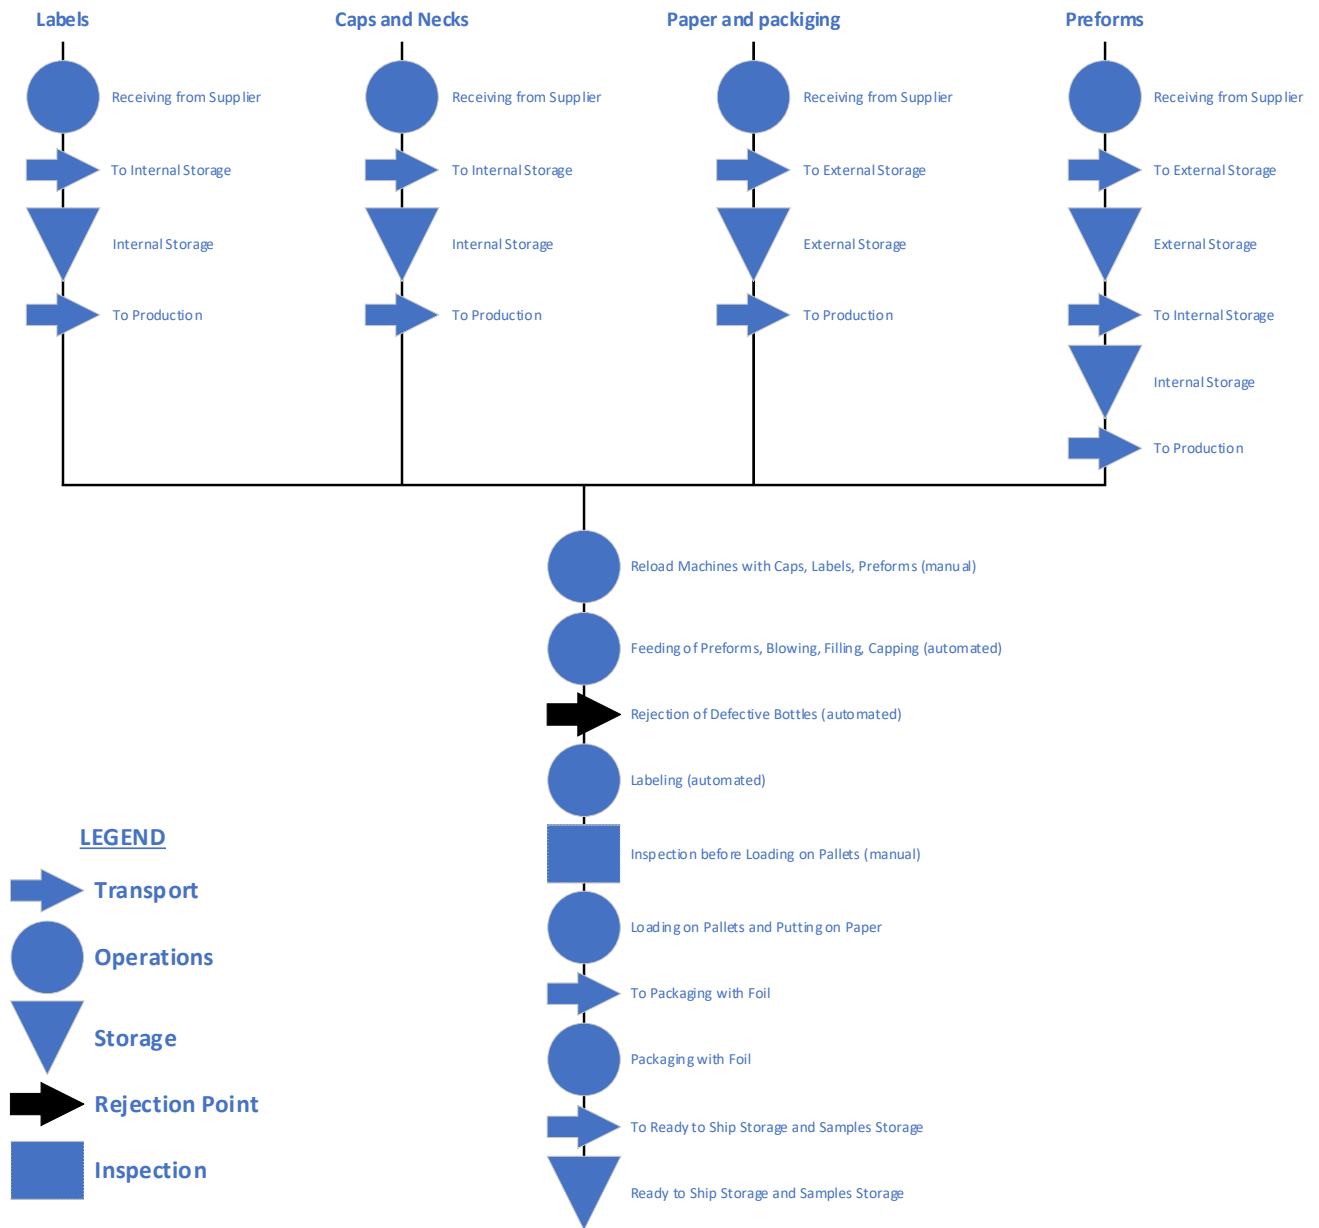 Labels
Caps and Necks
Paper and packiging
Preforms
Receiving from Supplier
Receiving from Supplier
Receiving from Supplier
Receiving from Supplier
To Internal Storage
To Internal Storage
To External Storage
To External Storage
Internal Storage
Internal Storage
External Storage
External Storage
To Production
To Production
To Production
To Internal Storage
Internal Storage
To Production
Reload Machines with Caps, Labels, Preforms (manual)
Feeding of Preforms, Blowing, Filling, Capping (automated)
Rejection of Defective Bottles (automated)
Labeling (automated)
Inspection before Loading on Pallets (manual)
Loading on Pallets and Putting on Paper
To Packaging with Foil
Packaging with Foil
To Ready to Ship Storage and Samples Storage
Ready to Ship Storage and Samples Storage
LEGEND
Transport
Operations
Storage
Rejection Point
Inspection